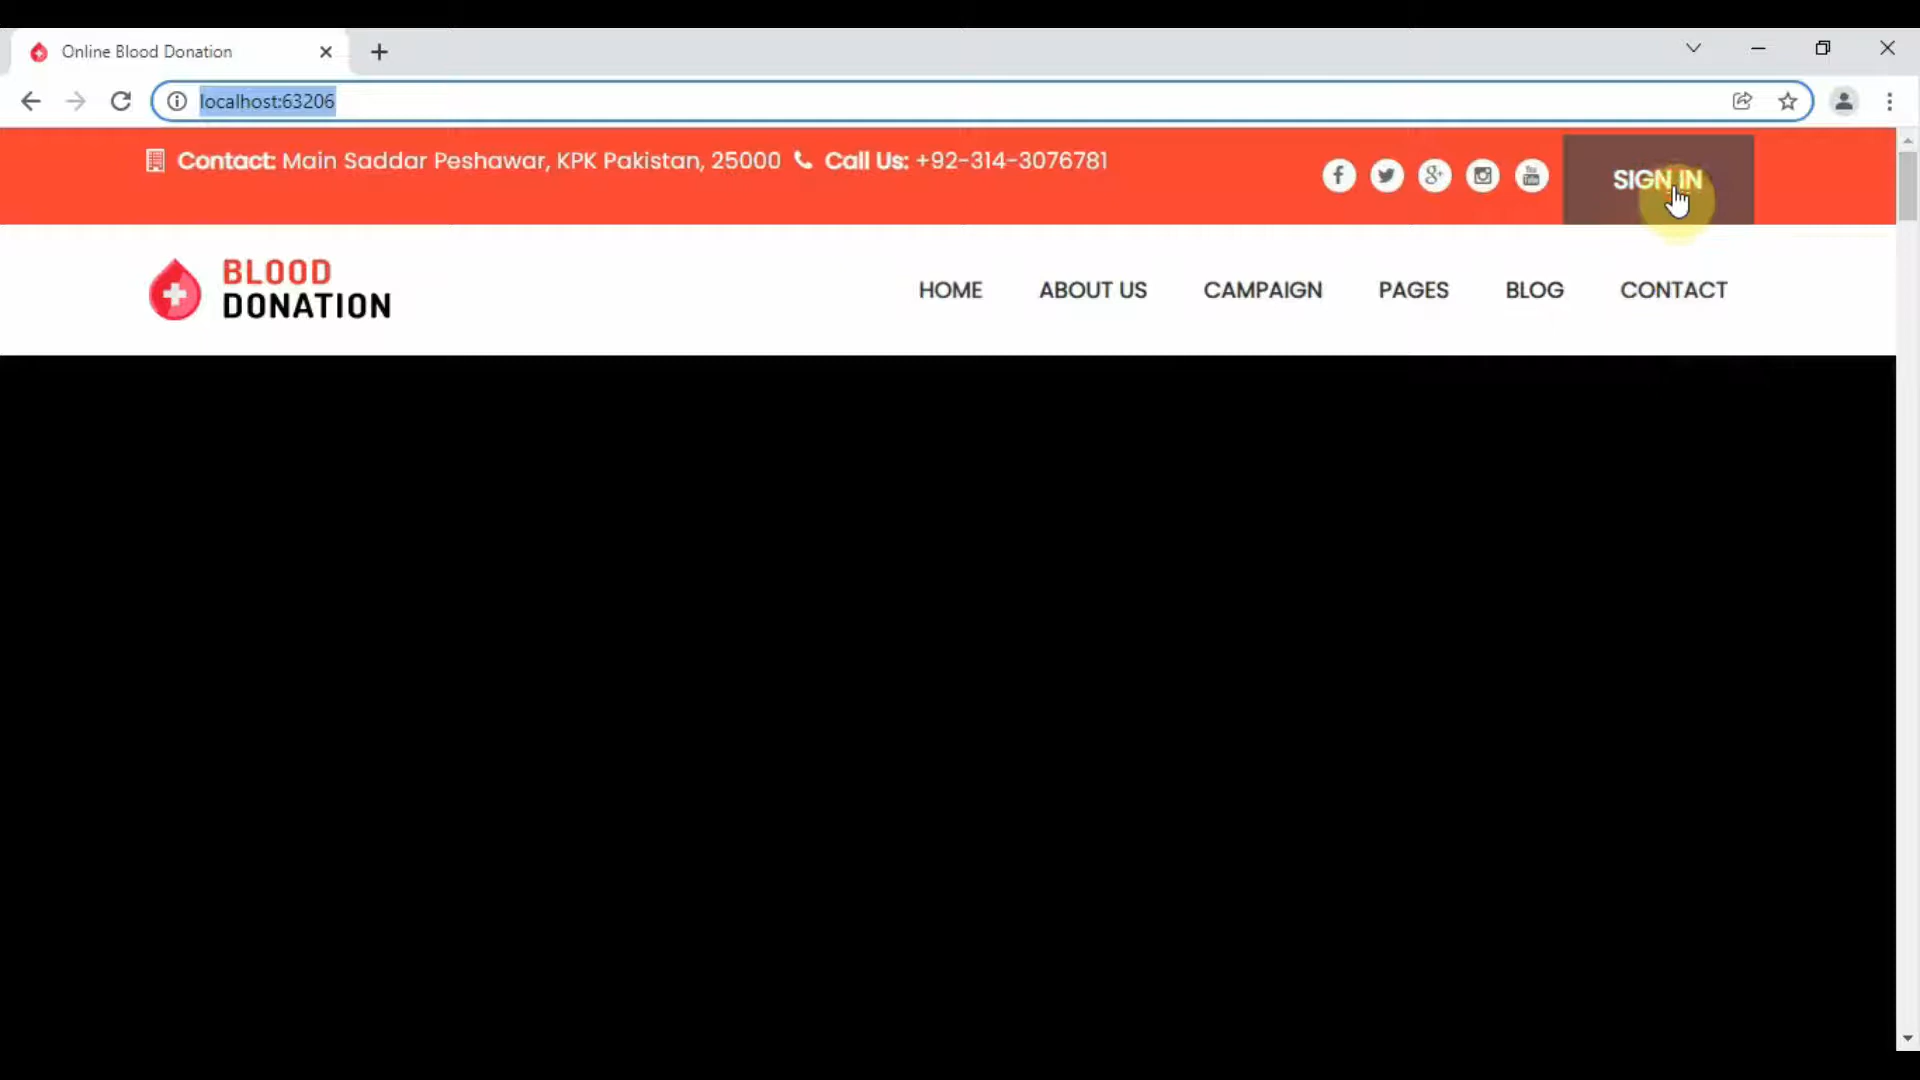 Online Blood Donation
localhost:63206
Contact: Main Saddar Peshawar, KPK Pakistan, 25000 Call Us: +92-314-3076781
SIGN IN
BLOOD
DONATION
HOME ABOUT US CAMPAIGN PAGES BLOG CONTACT